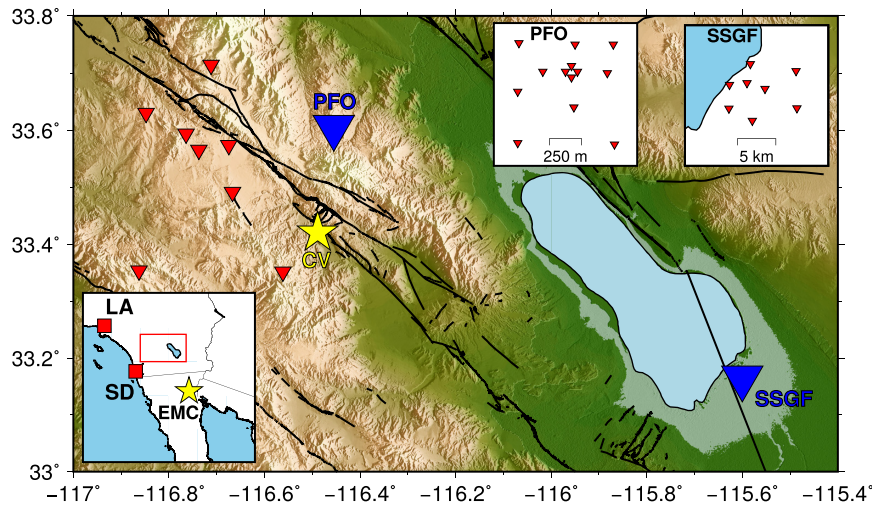 33.8˚
33.6˚
33.4˚
33.2˚
33˚
PFO
CV
SSGF
PFO
250 m
SSGF
5 km
LA
SD
EMC
−117
−116.8
−116.6
−116.4
−116.2
−116
−115.8
−115.6
−115.4